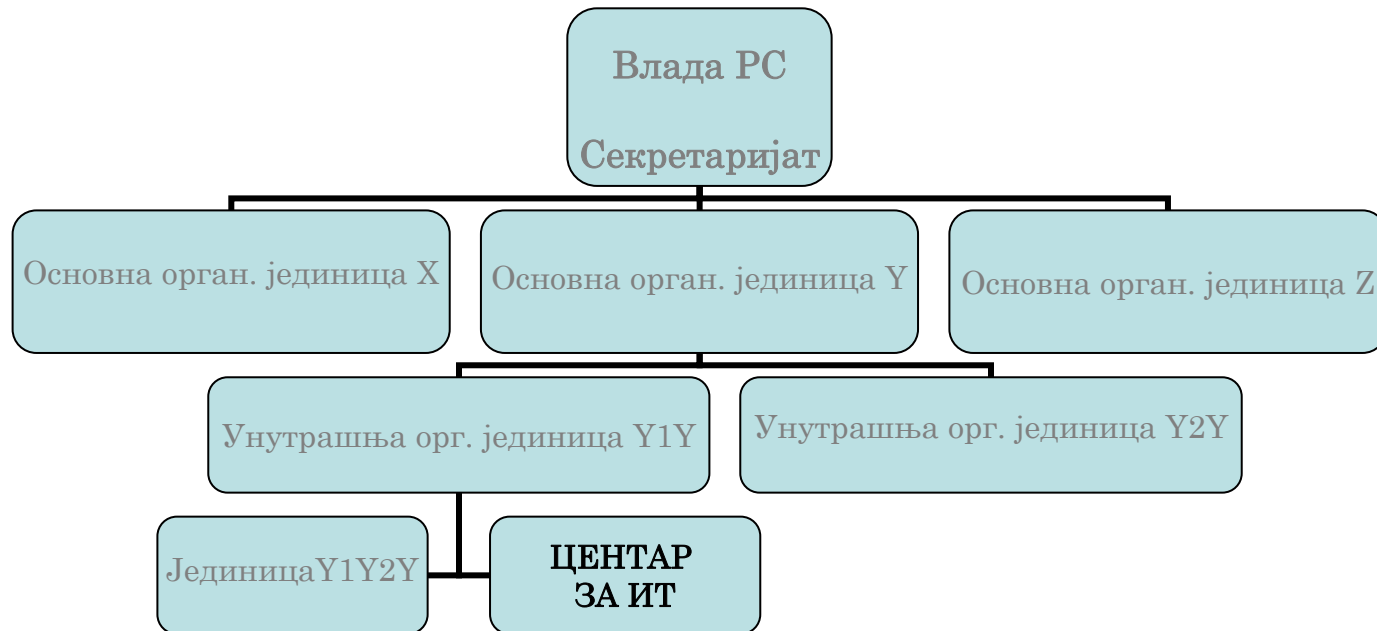 Влада РС
Секретаријат
Основна орган. јединица X
Основна орган. јединица Y
Основна орган. јединица Z
Унутрашња орг. јединица Y1Y
Унутрашња орг. јединица Y2Y
ЈединицаY1Y2Y
ЦЕНТАР
ЗА ИТ